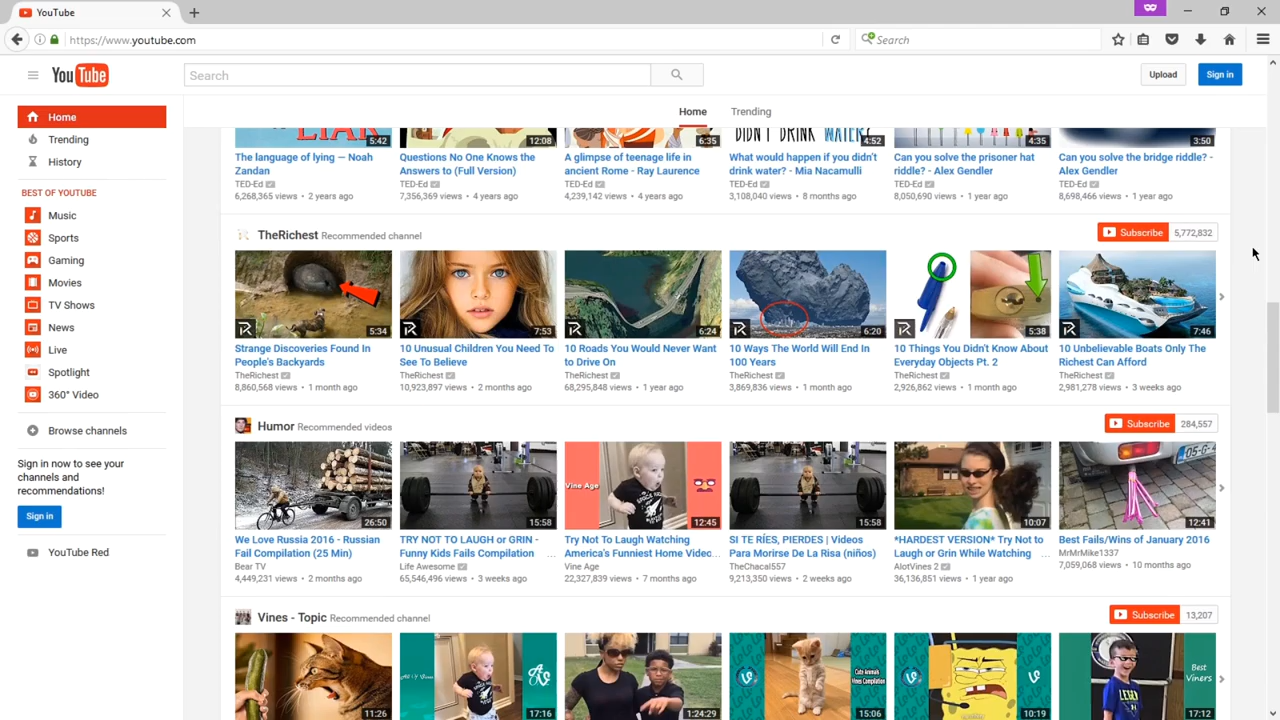 YouTube
https://www.youtube.com
Search
YouTube
Search
Upload
Sign in
Home
Trending
Home
Trending
History
BEST OF YOUTUBE
Music
Sports
Gaming
Movies
TV Shows
News
Live
Spotlight
360° Video
Browse channels
Sign in now to see your
channels and
recommendations!
Sign in
YouTube Red
LIAR
DIDN'T DRINK WATER?
5:42
12:08
6:35
4:52
4:35
3:50
The language of lying — Noah
Zandan
TED-Ed
6,268,365 views • 2 years ago
Questions No One Knows the
Answers to (Full Version)
TED-Ed
7,356,369 views • 4 years ago
A glimpse of teenage life in
ancient Rome - Ray Laurence
TED-Ed
4,239,142 views • 4 years ago
What would happen if you didn't
drink water? - Mia Nacamulli
TED-Ed
3,108,040 views • 8 months ago
Can you solve the prisoner hat
riddle? - Alex Gendler
TED-Ed
8,050,690 views • 1 year ago
Can you solve the bridge riddle? -
Alex Gendler
TED-Ed
8,698,466 views • 1 year ago
TheRichest Recommended channel
Subscribe 5,772,832
5:34
7:53
6:24
6:20
5:38
7:46
Strange Discoveries Found In
People's Backyards
TheRichest
8,860,568 views • 1 month ago
10 Unusual Children You Need To
See To Believe
TheRichest
10,923,897 views • 2 months ago
10 Roads You Would Never Want
to Drive On
TheRichest
68,295,848 views • 1 year ago
10 Ways The World Will End In
100 Years
TheRichest
3,869,836 views • 1 month ago
10 Things You Didn't Know About
Everyday Objects Pt. 2
TheRichest
2,926,862 views • 1 month ago
10 Unbelievable Boats Only The
Richest Can Afford
TheRichest
2,981,278 views • 3 weeks ago
Humor Recommended videos
Subscribe 284,557
26:50
15:58
Vine Age
12:45
15:58
10:07
12:41
We Love Russia 2016 - Russian
Fail Compilation (25 Min)
Bear TV
4,449,231 views • 2 months ago
TRY NOT TO LAUGH or GRIN -
Funny Kids Fails Compilation ...
Life Awesome
65,546,496 views • 3 weeks ago
Try Not To Laugh Watching
America's Funniest Home Video...
Vine Age
22,327,839 views • 7 months ago
SI TE RÍES, PIERDES | Videos
Para Morirse De La Risa (niños)
TheChacal557
9,213,350 views • 2 weeks ago
*HARDEST VERSION* Try Not to
Laugh or Grin While Watching ...
AlotVines 2
36,136,851 views • 1 year ago
Best Fails/Wins of January 2016
MrMrMike1337
7,059,068 views • 10 months ago
Vines - Topic Recommended channel
Subscribe 13,207
11:26
17:16
1:24:29
Cute Animals
Vines Compilation
15:06
10:19
Best
Viners
17:12